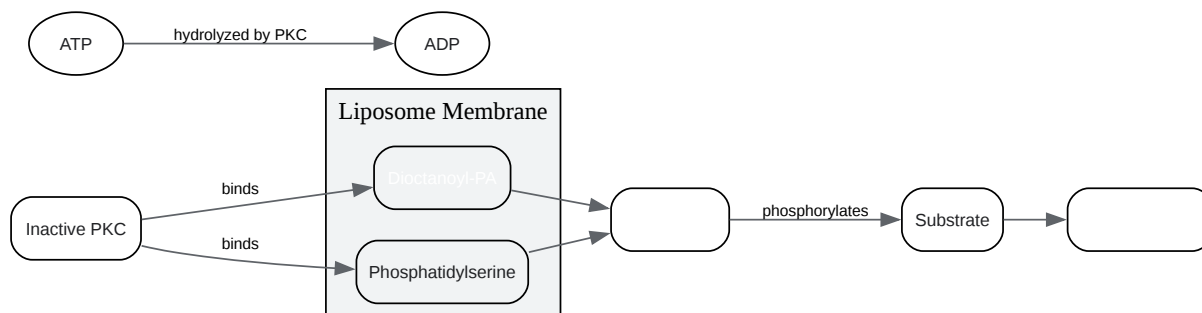 ATP
hydrolyzed by PKC
ADP
Liposome Membrane
Dioctanoyl-PA
binds
Inactive PKC
binds
Phosphatidylserine
phosphorylates
Substrate